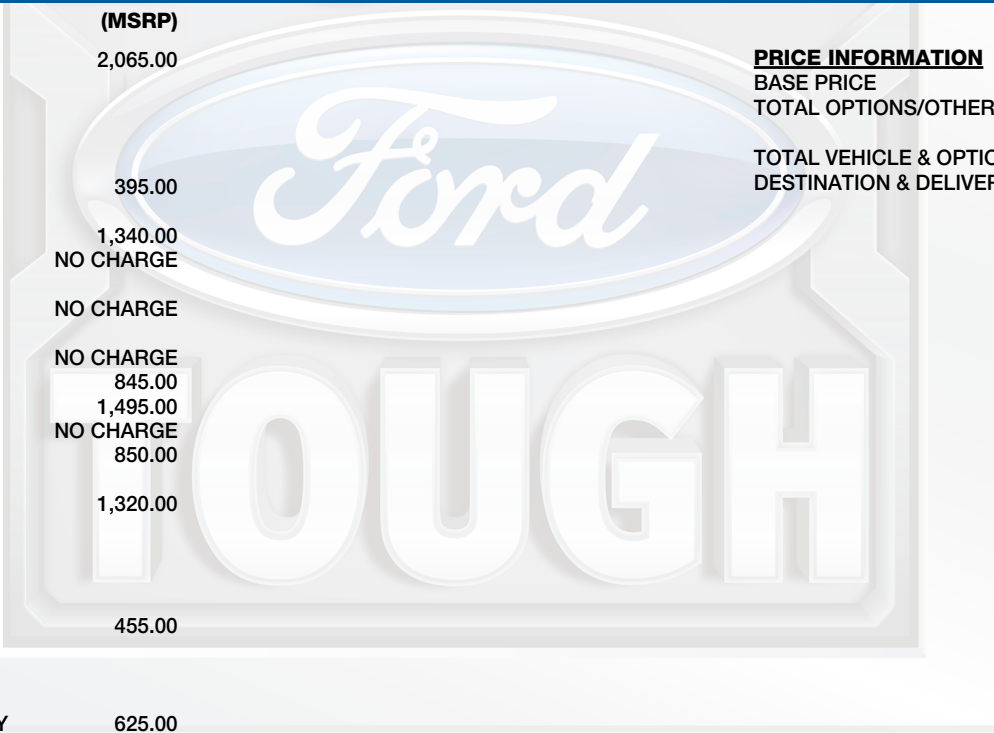 (MSRP)
2,065.00
395.00
1,340.00
NO CHARGE
NO CHARGE
NO CHARGE
845.00
1,495.00
NO CHARGE
850.00
1,320.00
455.00
Y 625.00
PRICE INFORMATION
BASE PRICE
TOTAL OPTIONS/OTHER
TOTAL VEHICLE & OPTIO
DESTINATION & DELIVER
Ford
TOUGH